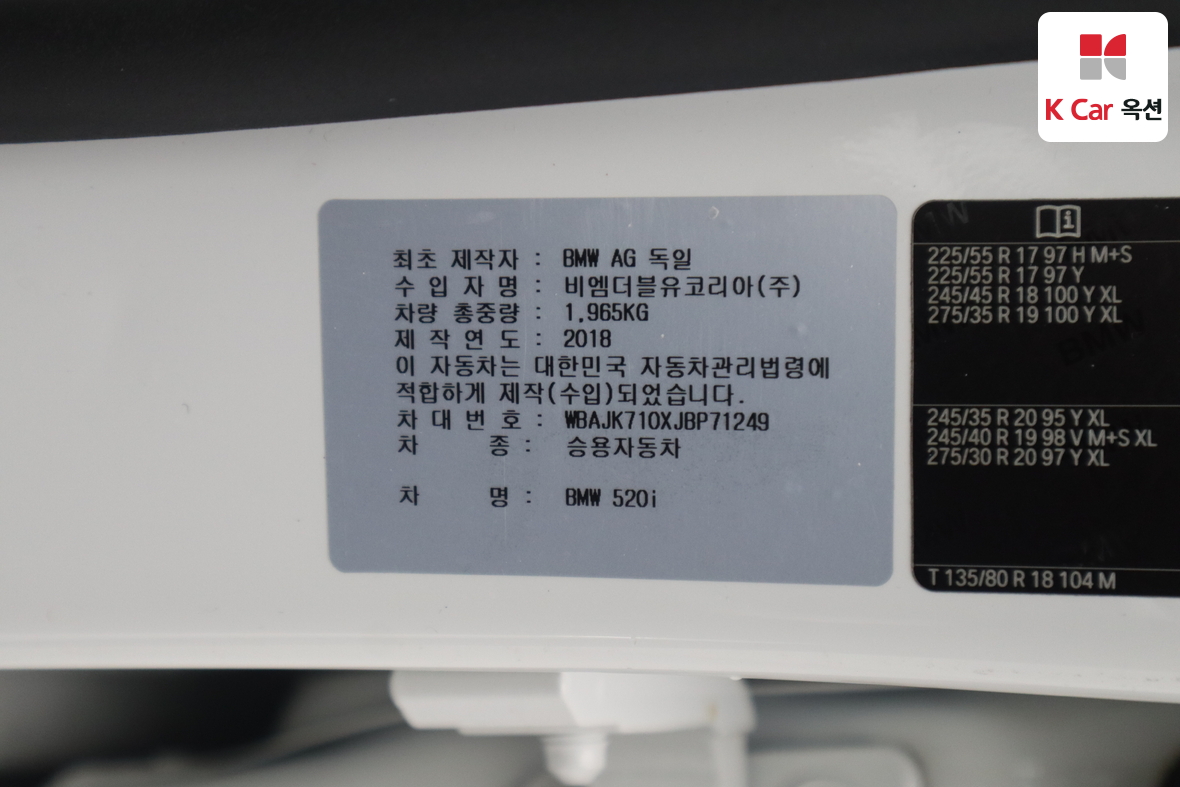 K Car 옥션
최초 제작자 : BMW AG 독일
수 입 자 명 : 비엠더블유코리아(주)
차량 총중량 : 1,965KG
제 작 연 도 : 2018
이 자동차는 대한민국 자동차관리법령에
적합하게 제작(수입)되었습니다.
차 대 번 호 : WBAJK710XJBP71249
차 종 : 승용자동차
차 명 : BMW 520i
225/55 R 17 97 H M+S
225/55 R 17 97 Y
245/45 R 18 100 Y XL
275/35 R 19 100 Y XL
245/35 R 20 95 Y XL
245/40 R 19 98 V M+S XL
275/30 R 20 97 Y XL
T 135/80 R 18 104 M